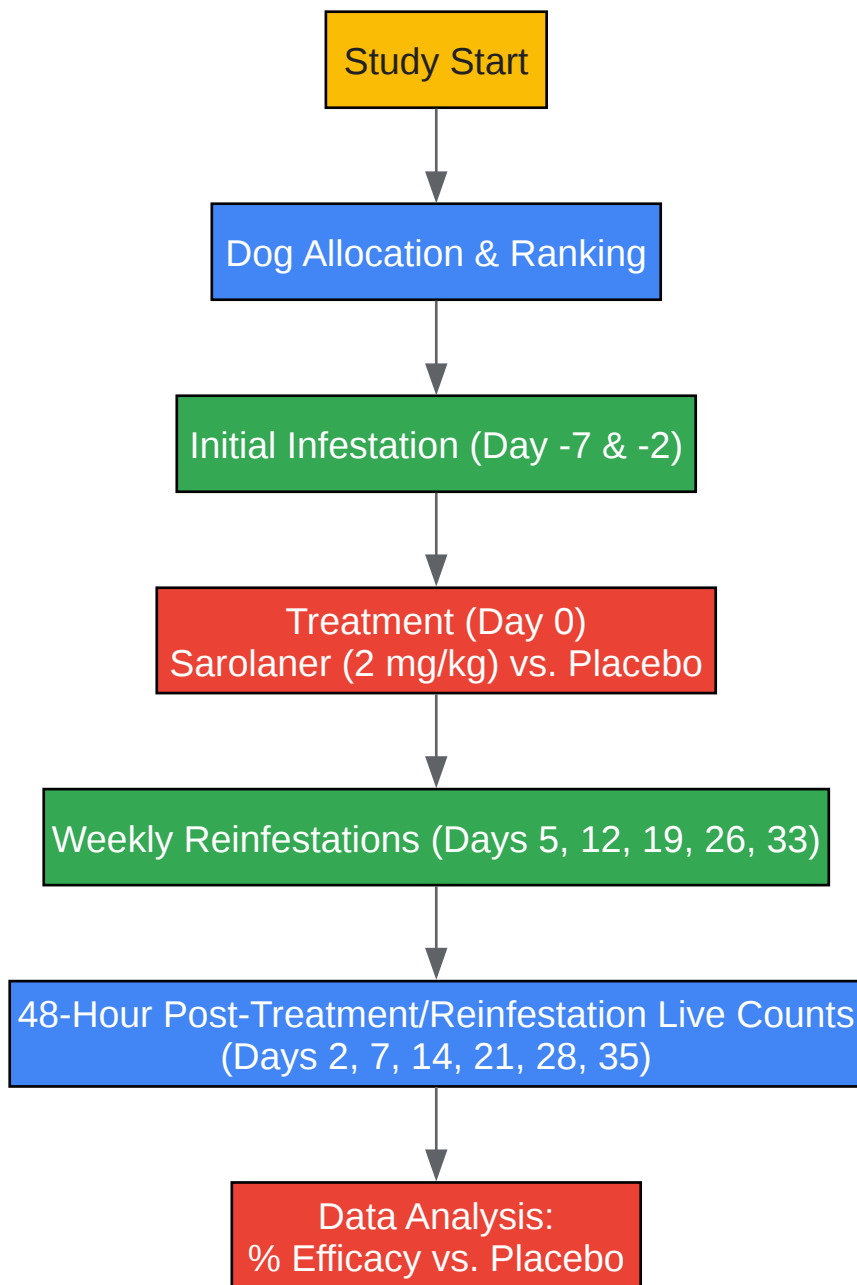 Study Start
Dog Allocation & Ranking
Initial Infestation (Day -7 & -2)
Treatment (Day 0)
Sarolaner (2 mg/kg) vs. Placebo
Weekly Reinfestations (Days 5, 12, 19, 26, 33)
48-Hour Post-Treatment/Reinfestation Live Counts
(Days 2, 7, 14, 21, 28, 35)
Data Analysis:
% Efficacy vs. Placebo